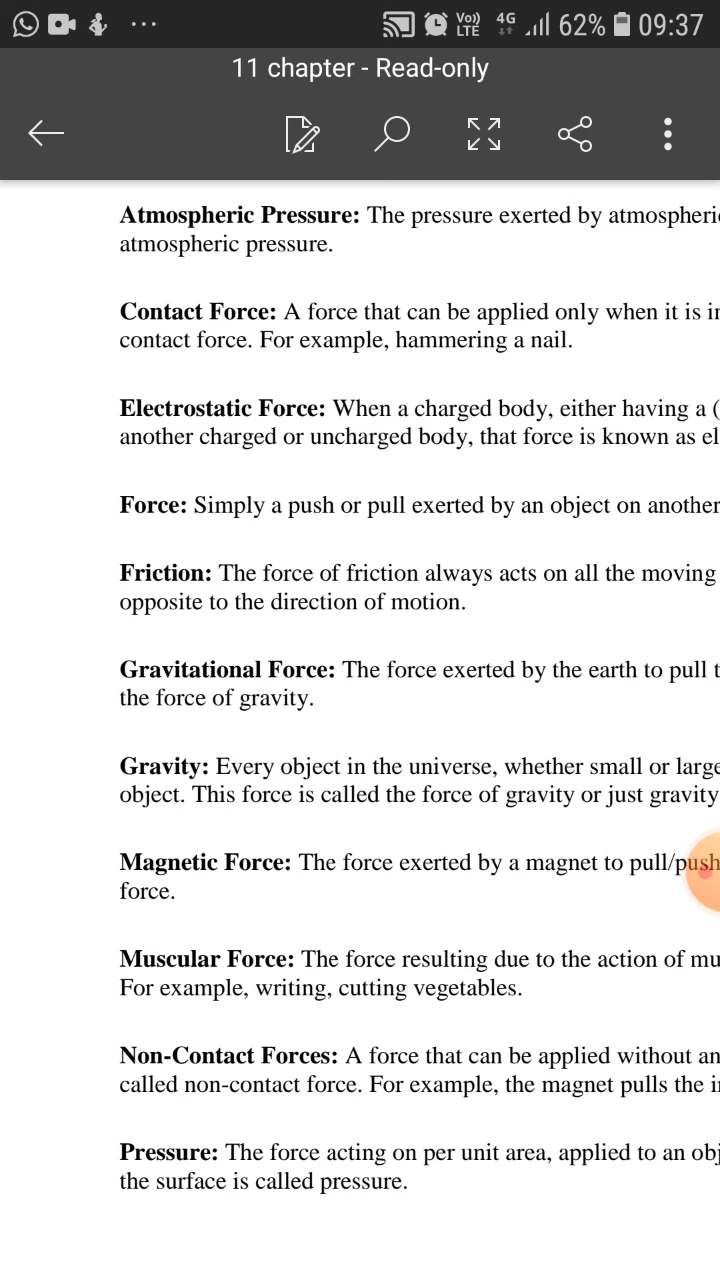 Vo)) 4G 62% 09:37
LTE
11 chapter - Read-only
Atmospheric Pressure: The pressure exerted by
atmospheric pressure.
Contact Force: A force that can be applied only when it is
contact force. For example, hammering a nail.
Electrostatic Force: When a charged body, either having a (
another charged or uncharged body, that force is known as
Force: Simply a push or pull exerted by an object on another
Friction: The force of friction always acts on all the moving
opposite to the direction of motion.
Gravitational Force: The force exerted by the earth to pull
the force of gravity.
Gravity: Every object in the universe, whether small or large
object. This force is called the force of gravity or just gravity
Magnetic Force: The force exerted by a magnet to pull/push
force.
Muscular Force: The force resulting due to the action of
For example, writing, cutting vegetables.
Non-Contact Forces: A force that can be applied without
called non-contact force. For example, the magnet pulls the
Pressure: The force acting on per unit area, applied to an
the surface is called pressure.